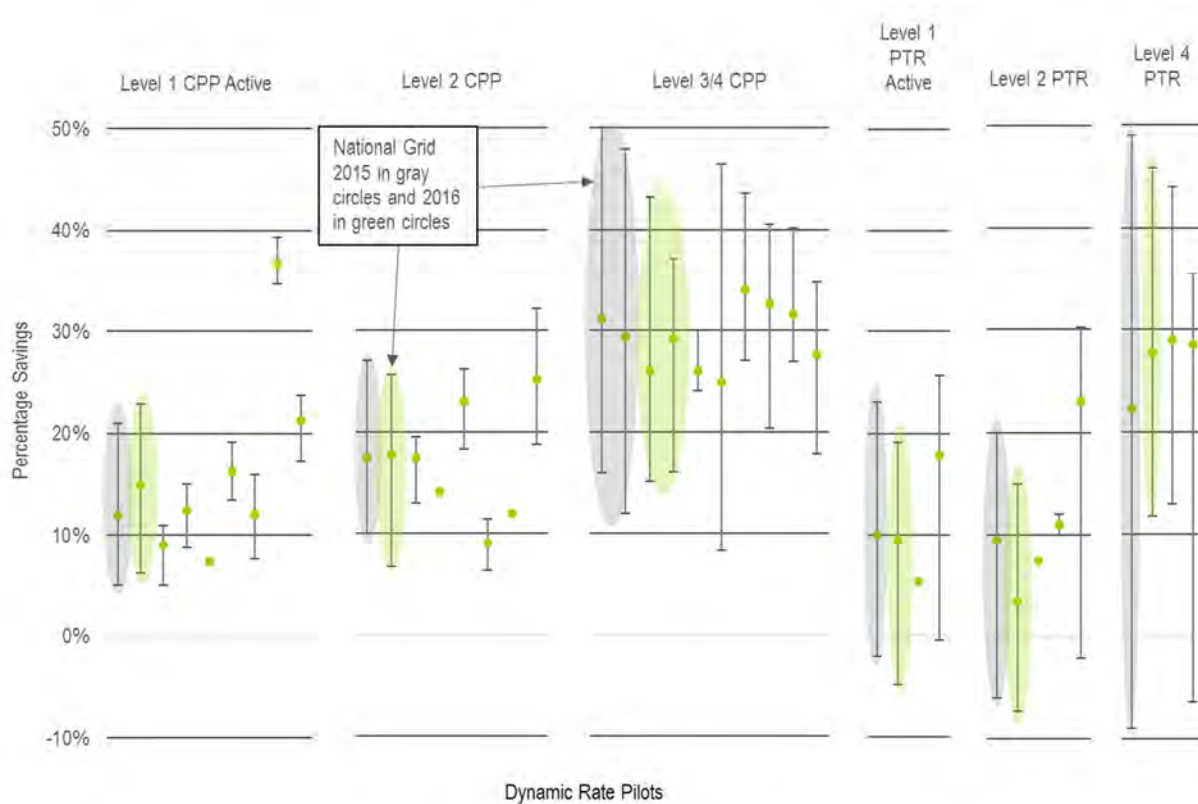 Level 1 CPP Active
Level 2 CPP
Level 3/4 CPP
Level 1
PTR
Active
Level 2 PTR
Level 4
PTR
National Grid
2015 in gray
circles and 2016
in green circles
Percentage Savings
50%
40%
30%
20%
10%
0%
-10%
Dynamic Rate Pilots